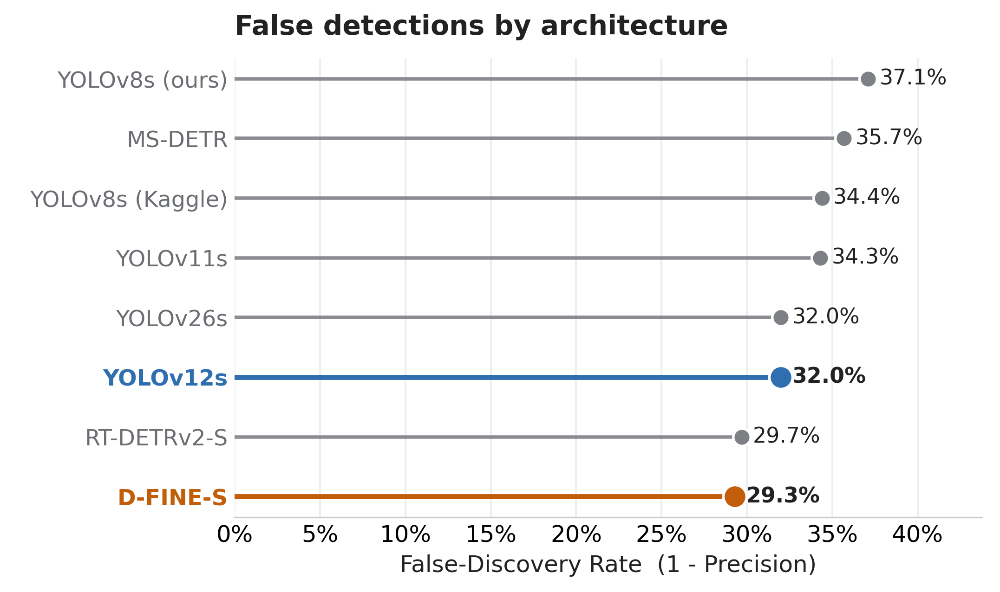 False detections by architecture
YOLOv8s (ours) 37.1%
MS-DETR 35.7%
YOLOv8s (Kaggle) 34.4%
YOLOv11s 34.3%
YOLOv26s 32.0%
YOLOv12s 32.0%
RT-DETRv2-S 29.7%
D-FINE-S 29.3%
0% 5% 10% 15% 20% 25% 30% 35% 40%
False-Discovery Rate (1 - Precision)